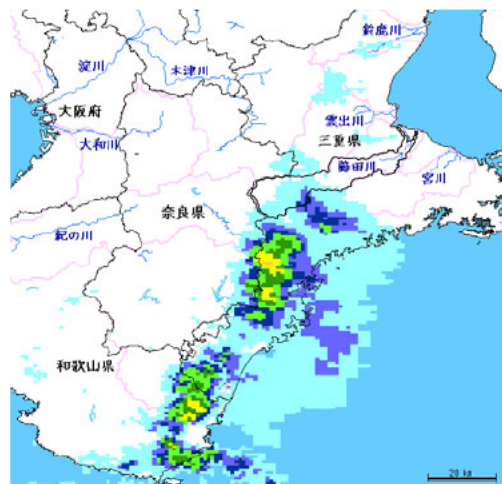 鈴鹿川
淀川
木津川
大阪府
雲出川
大和川
三重県
櫛田川
宮川
奈良県
紀の川
和歌山県
20 km